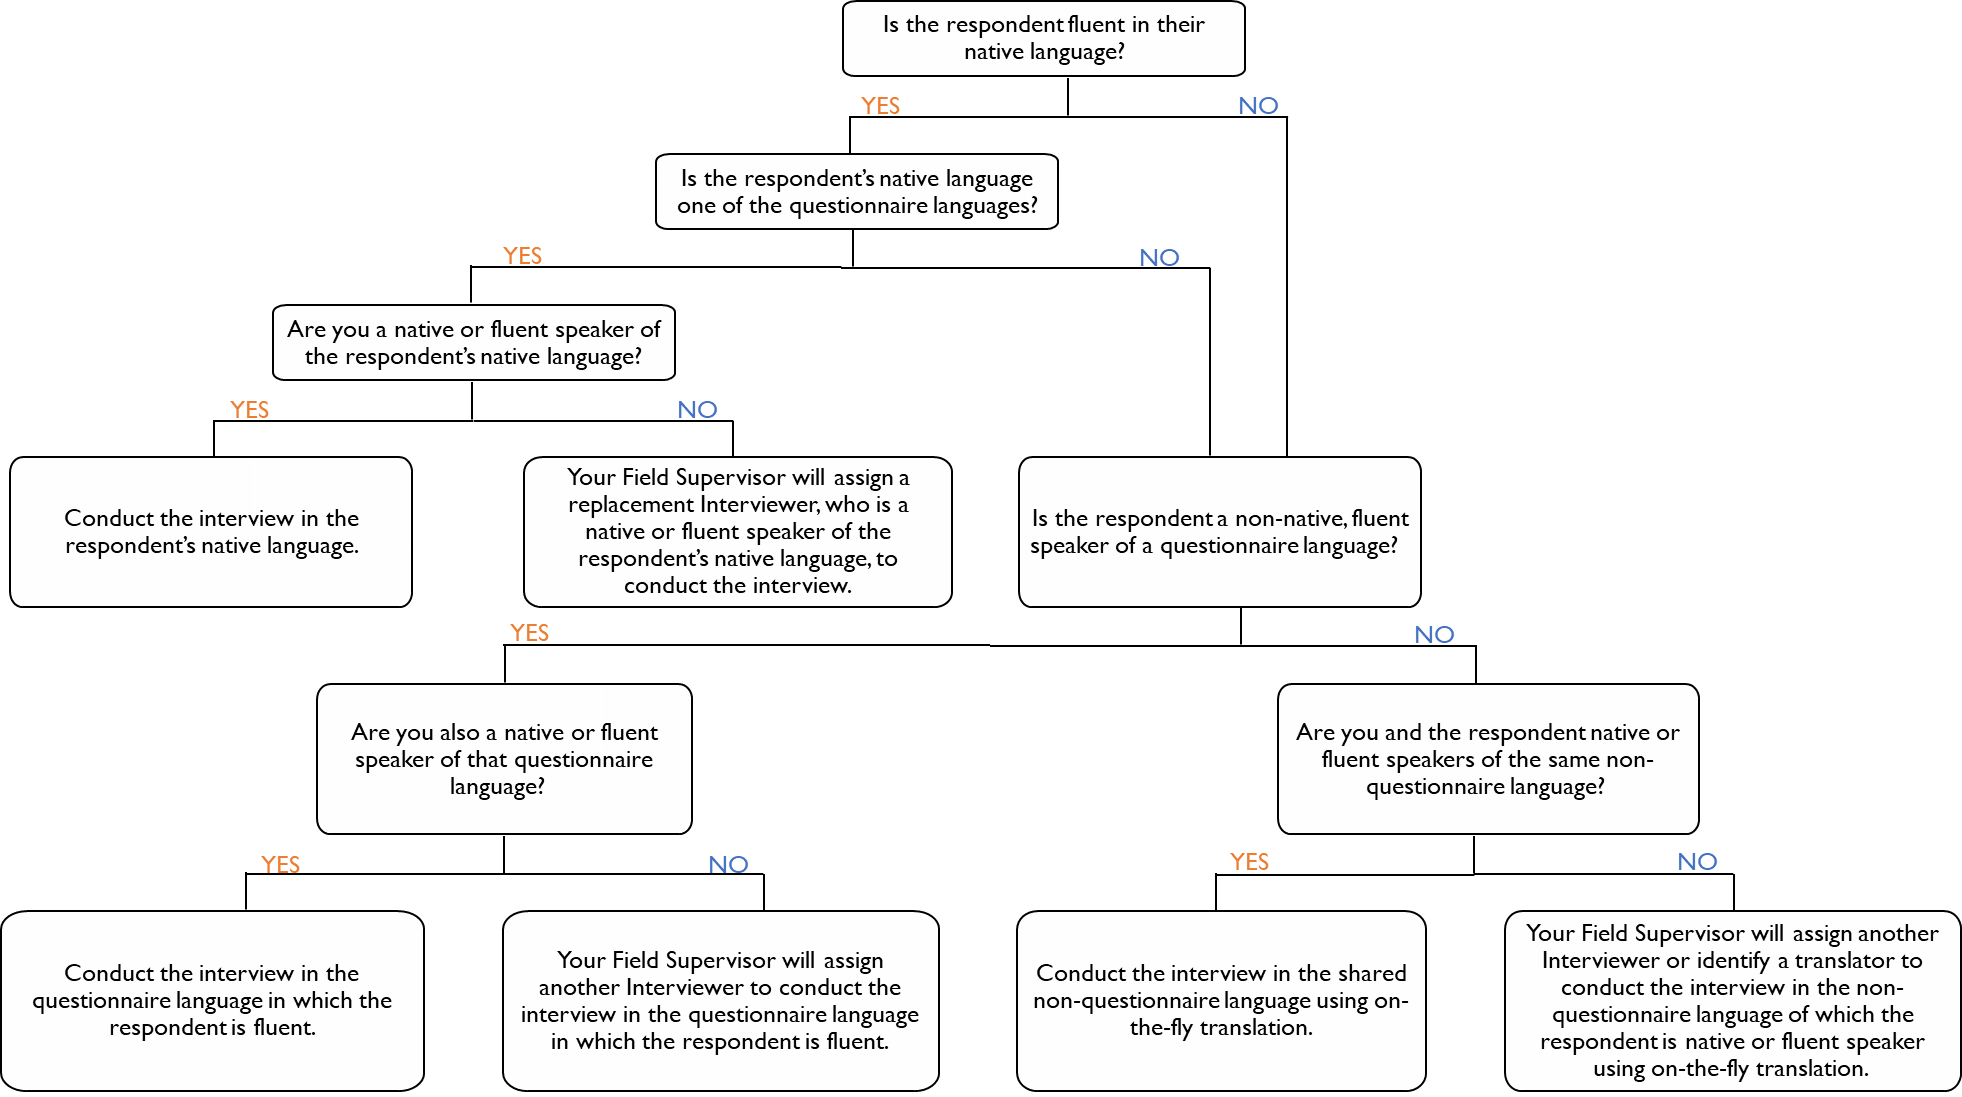 Is the respondent fluent in their
native language?
YES
NO
Is the respondent's native language
one of the questionnaire languages?
YES
NO
Are you a native or fluent speaker of
the respondent's native language?
YES
NO
Conduct the interview in the
respondent's native language.
Your Field Supervisor will assign a
replacement Interviewer, who is a
native or fluent speaker of the
respondent's native language, to
conduct the interview.
Is the respondent a non-native, fluent
speaker of a questionnaire language?
YES
NO
Are you also a native or fluent
speaker of that questionnaire
language?
Are you and the respondent native or
fluent speakers of the same non-
questionnaire language?
YES
NO
YES
NO
Conduct the interview in the
questionnaire language in which the
respondent is fluent.
Your Field Supervisor will assign
another Interviewer to conduct the
interview in the questionnaire language
in which the respondent is fluent.
Conduct the interview in the shared
non-questionnaire language using on-
the-fly translation.
Your Field Supervisor will assign another
Interviewer or identify a translator to
conduct the interview in the non-
questionnaire language of which the
respondent is native or fluent speaker
using on-the-fly translation.